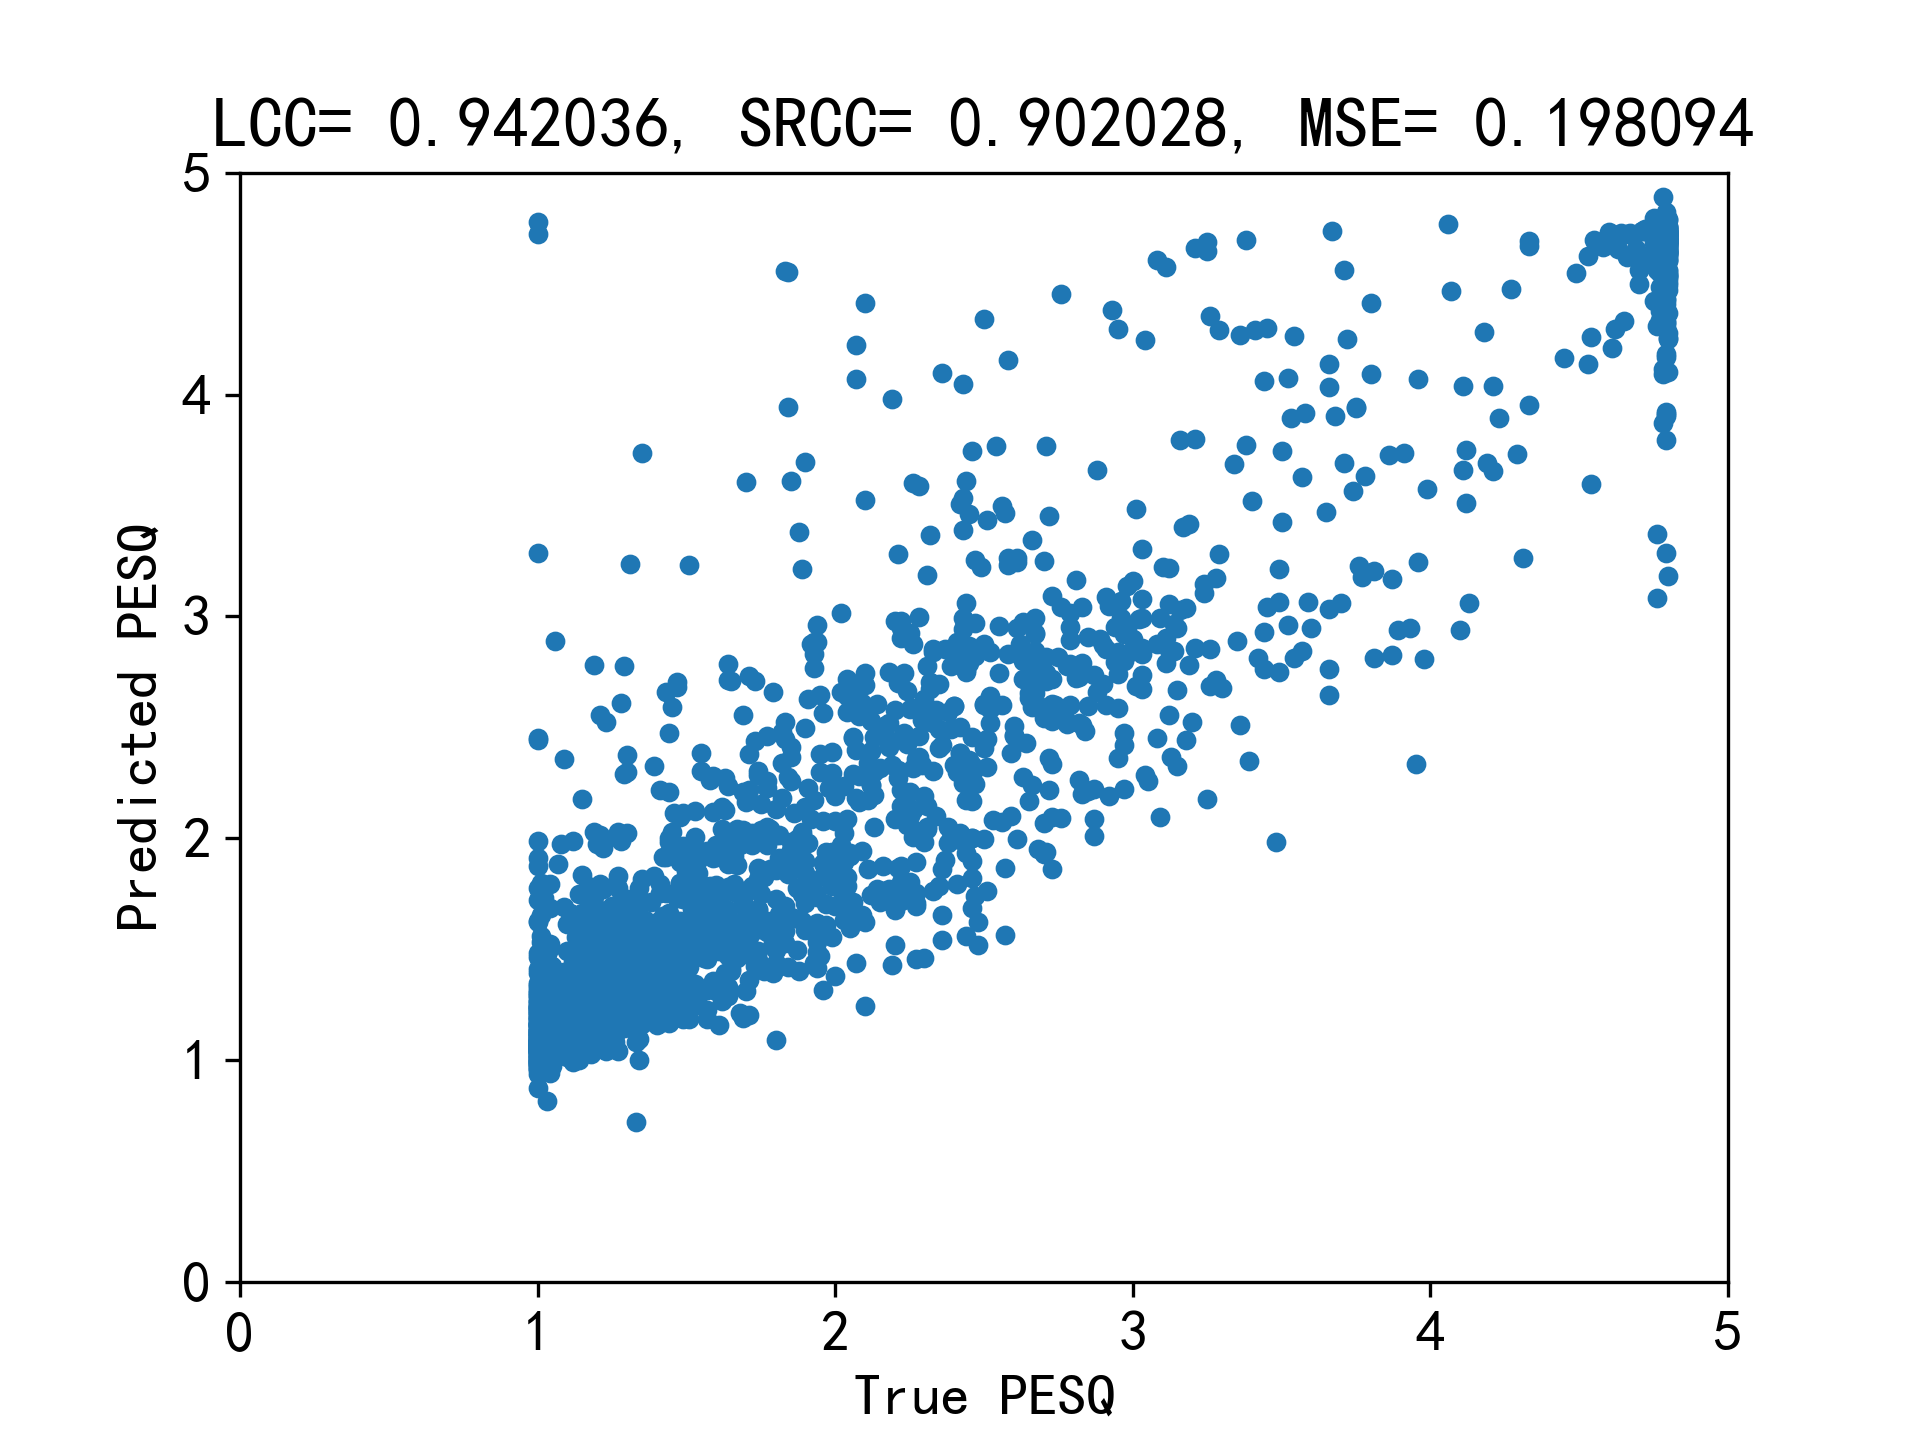 LCC= 0.942036, SRCC= 0.902028, MSE= 0.198094
5
4
3
2
1
0
Predicted PESQ
0 1 2 3 4 5
True PESQ